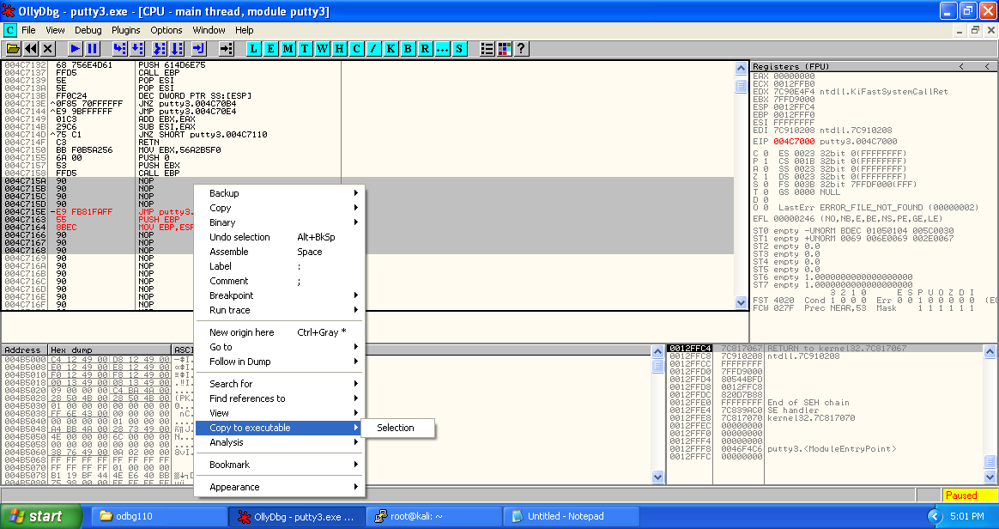 OllyDbg - putty3.exe - [CPU - main thread, module putty3]
C File View Debug Plugins Options Window Help
L E M T W H C / K B R ... S ?
004C7132 68 756E4D61 PUSH 614D6E75
004C7137 FFD5 CALL EBP
004C7139 5E POP ESI
004C713A 5E POP ESI
004C713B FF0C24 DEC DWORD PTR SS:[ESP]
004C713E ^0F85 70FFFFFF JNZ putty3.004C70B4
004C7144 ^E9 9BFFFFFF JMP putty3.004C70E4
004C7149 01C3 ADD EBX,EAX
004C714B 29C6 SUB ESI,EAX
004C714D ^75 C1 JNZ SHORT putty3.004C7110
004C714F C3 RETN
004C7150 BB F0B5A256 MOV EBX,56A2B5F0
004C7155 6A 00 PUSH 0
004C7157 53 PUSH EBX
004C7158 FFD5 CALL EBP
004C715A 90 NOP
004C715B 90 NOP
004C715C 90 NOP
004C715D 90 NOP
004C715E -E9 FB81FAFF JMP putty3.
004C7163 55 PUSH EBP
004C7164 8BEC MOV EBP,ESP
004C7166 90 NOP
004C7167 90 NOP
004C7168 90 NOP
004C7169 90 NOP
004C716A 90 NOP
004C716B 90 NOP
004C716C 90 NOP
004C716D 90 NOP
004C716E 90 NOP
004C716F 90 NOP
Registers (FPU) < <
EAX 00000000
ECX 0012FFB0
EDX 7C90E4F4 ntdll.KiFastSystemCallRet
EBX 7FFD9000
ESP 0012FFC4
EBP 0012FFF0
ESI FFFFFFFF
EDI 7C910208 ntdll.7C910208
EIP 004C7000 putty3.004C7000
C 0 ES 0023 32bit 0(FFFFFFFF)
P 1 CS 001B 32bit 0(FFFFFFFF)
A 0 SS 0023 32bit 0(FFFFFFFF)
Z 1 DS 0023 32bit 0(FFFFFFFF)
S 0 FS 003B 32bit 7FFDF000(FFF)
T 0 GS 0000 NULL
D 0
O 0 LastErr ERROR_FILE_NOT_FOUND (00000002)
EFL 00000246 (NO,NB,E,BE,NS,PE,GE,LE)
ST0 empty -UNORM BDEC 01050104 005C0030
ST1 empty +UNORM 0069 006E0069 002E0067
ST2 empty 0.0
ST3 empty 0.0
ST4 empty 0.0
ST5 empty 0.0
ST6 empty 1.0000000000000000000
ST7 empty 1.0000000000000000000
3 2 1 0 E S P U O Z D I
FST 4020 Cond 1 0 0 0 Err 0 0 1 0 0 0 0 0
FCW 027F Prec NEAR,53 Mask 1 1 1 1 1 1
Backup
Copy
Binary
Undo selection Alt+BkSp
Assemble Space
Label :
Comment ;
Breakpoint
Run trace
New origin here Ctrl+Gray *
Go to
Follow in Dump
Search for
Find references to
View
Copy to executable
Selection
Analysis
Bookmark
Appearance
Address Hex dump ASCI
004B5000 C4 12 49 00 D8 12 49 00
004B5008 E0 12 49 00 E8 12 49 00
004B5010 F0 12 49 00 F8 12 49 00
004B5018 00 13 49 00 08 13 49 00
004B5020 09 00 00 00 C4 BA 4A 00
004B5028 28 50 4B 00 28 50 4B 00
004B5030 01 00 00 00 00 00 00 00
004B5038 FF 6E 43 00 00 00 00 00
004B5040 00 00 00 00 01 00 00 00
004B5048 A4 BB 4A 00 28 73 49 00
004B5050 4E 00 00 00 6C 00 00 00
004B5058 00 00 00 00 00 00 00 00
004B5060 38 76 49 00 0A 02 00 00
004B5068 FF FF FF FF FF FF FF FF
004B5070 FF FF FF FF 01 00 00 00
004B5078 B1 19 BF 44 4E E6 40 BB
0012FFC4 7C817067 RETURN to kernel32.7C817067
0012FFC8 7C910208 ntdll.7C910208
0012FFCC FFFFFFFF
0012FFD0 7FFD9000
0012FFD4 80544BFD
0012FFD8 0012FFC8
0012FFDC 820D7B88
0012FFE0 FFFFFFFF End of SEH chain
0012FFE4 7C839AC0 SE handler
0012FFE8 7C817070 kernel32.7C817070
0012FFEC 00000000
0012FFF0 00000000
0012FFF4 00000000
0012FFF8 0046F4C6 putty3.<ModuleEntryPoint>
0012FFFC 00000000
Paused
start odbg110 OllyDbg - putty3.exe ... root@kali: ~ Untitled - Notepad 5:01 PM